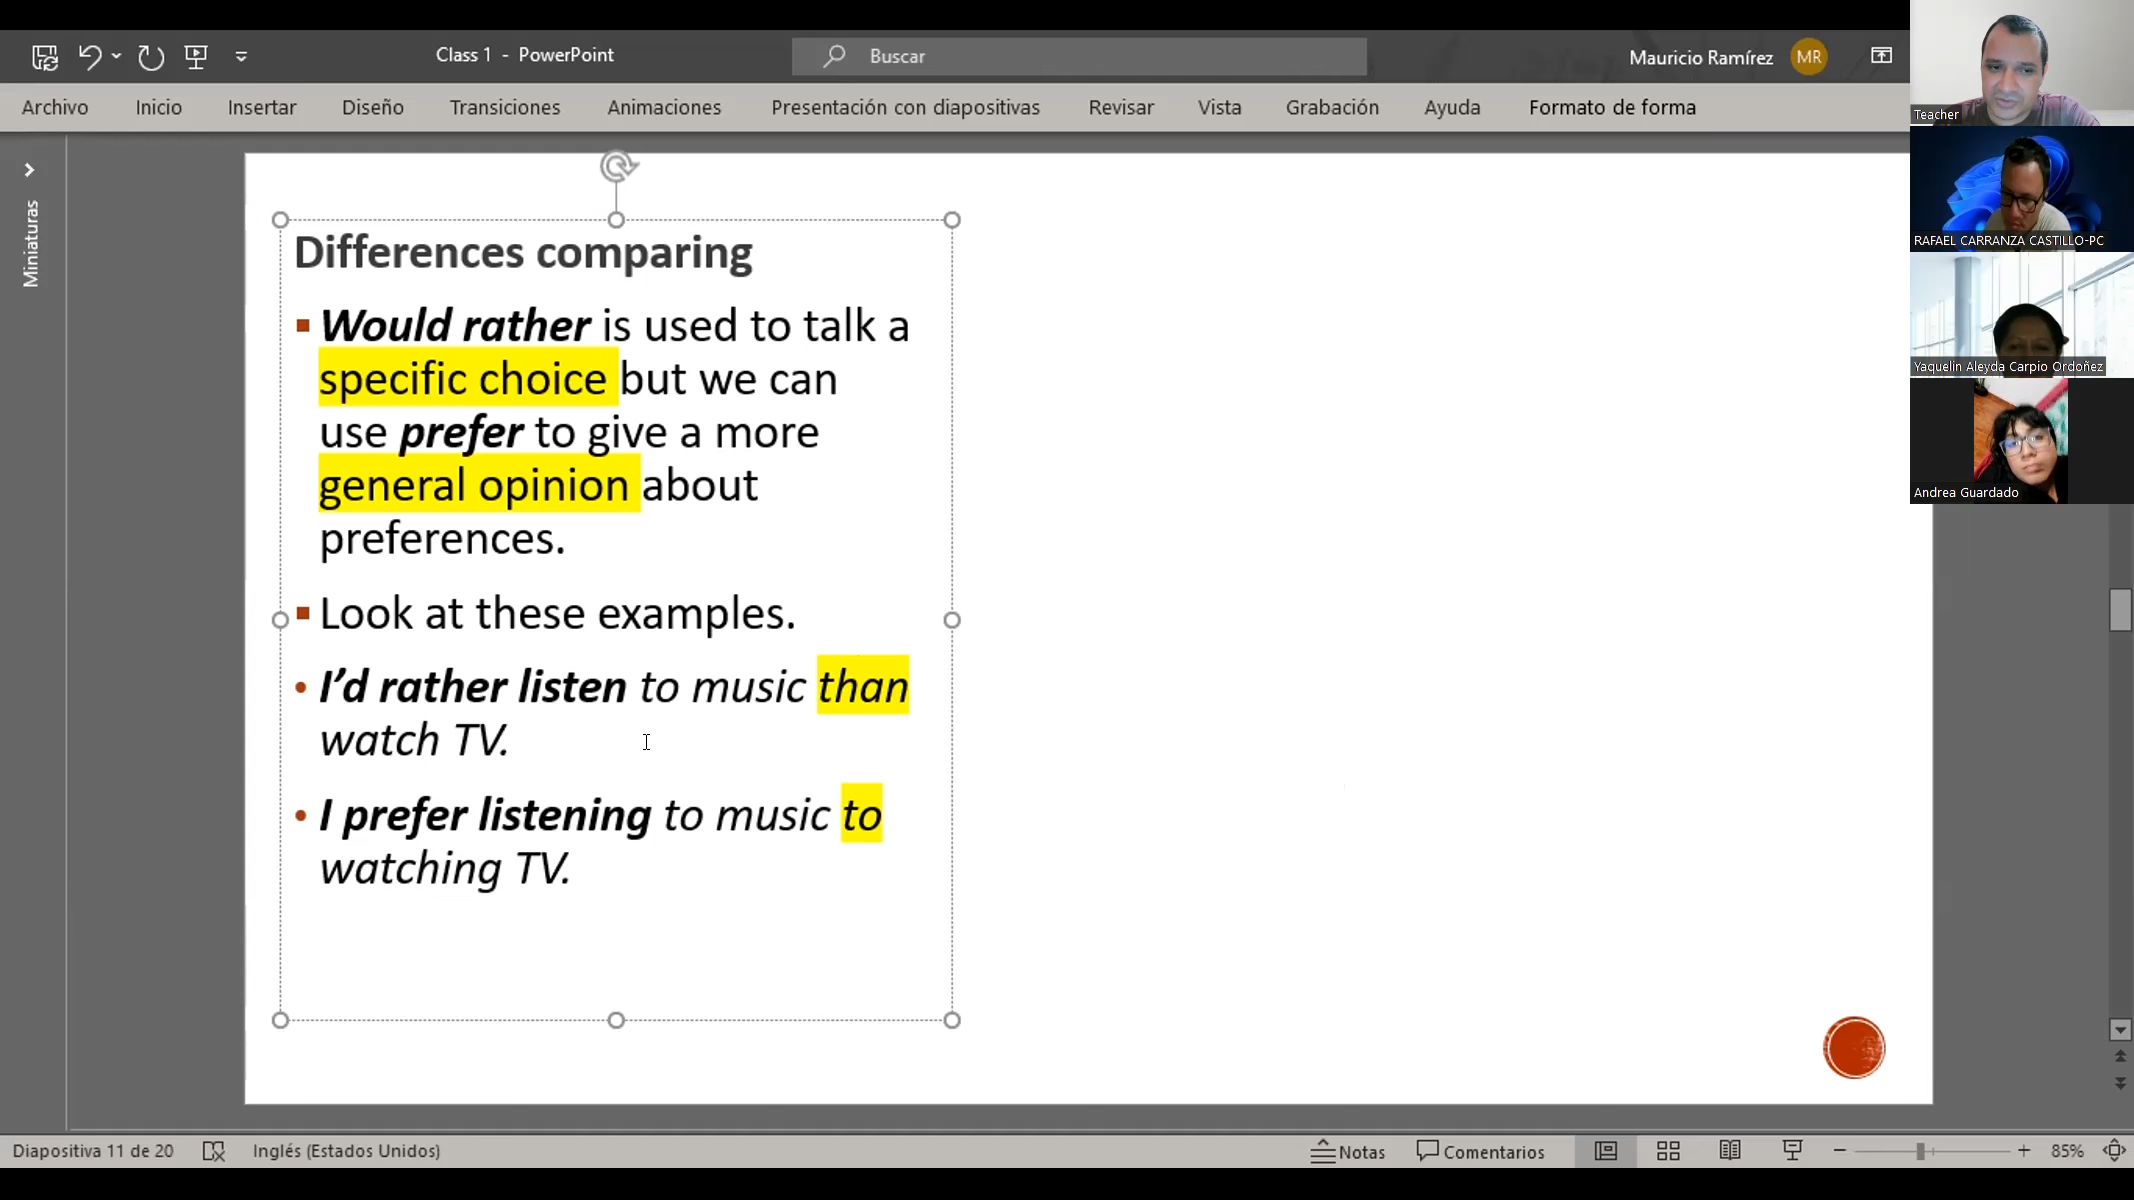 Class 1 - PowerPoint
Buscar
Mauricio Ramírez
MR
Archivo
Inicio
Insertar
Diseño
Transiciones
Animaciones
Presentación con diapositivas
Revisar
Vista
Grabación
Ayuda
Formato de forma
Miniaturas
Differences comparing
Would rather is used to talk a
specific choice but we can
use prefer to give a more
general opinion about
preferences.
Look at these examples.
I’d rather listen to music than
watch TV.
I prefer listening to music to
watching TV.
Teacher
RAFAEL CARRANZA CASTILLO-PC
Yaquelin Aleyda Carpio Ordoñez
Andrea Guardado
Diapositiva 11 de 20
Inglés (Estados Unidos)
Notas
Comentarios
85%